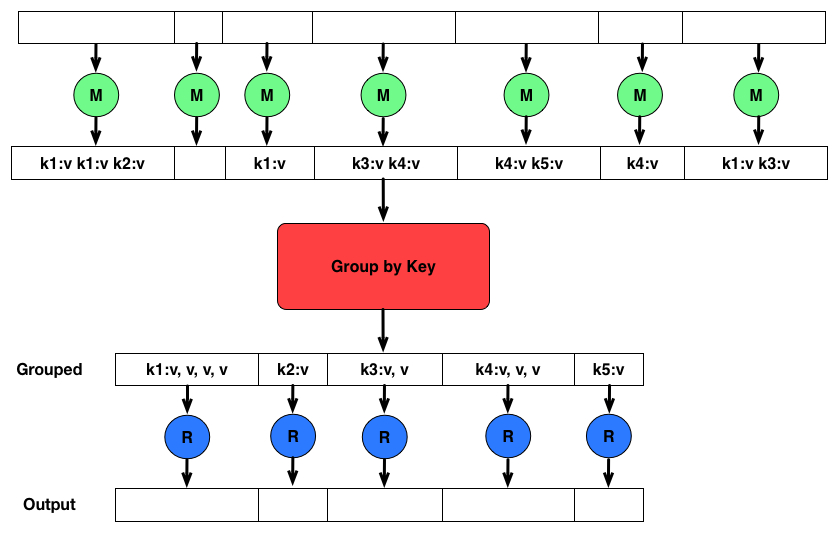 M M M M M M M
k1:v k1:v k2:v k1:v k3:v k4:v k4:v k5:v k4:v k1:v k3:v
Group by Key
Grouped k1:v, v, v, v k2:v k3:v, v k4:v, v, v k5:v
R R R R R
Output